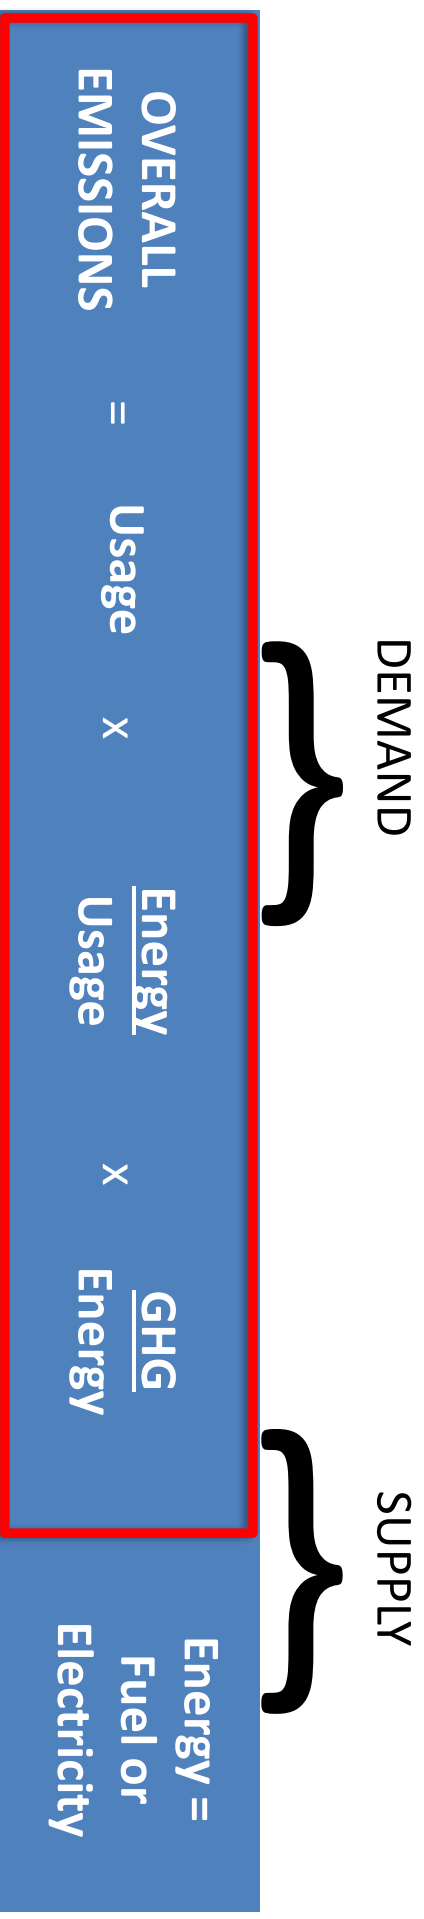 DEMAND
SUPPLY
}
}
OVERALL
EMISSIONS
=
Usage
x
Energy
Usage
x
GHG
Energy
Energy =
Fuel or
Electricity